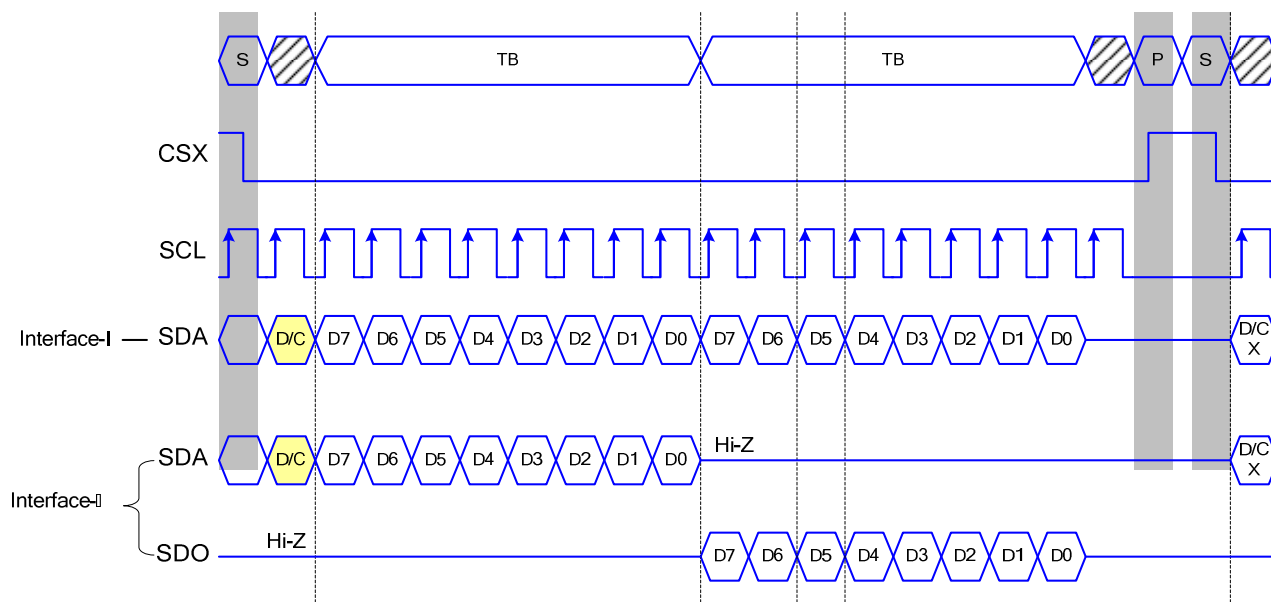 S TB TB P S
CSX
SCL
Interface-I SDA D/C D7 D6 D5 D4 D3 D2 D1 D0 D7 D6 D5 D4 D3 D2 D1 D0 D/C
X
SDA D/C D7 D6 D5 D4 D3 D2 D1 D0 Hi-Z D/C
X
Interface-▯
SDO Hi-Z D7 D6 D5 D4 D3 D2 D1 D0